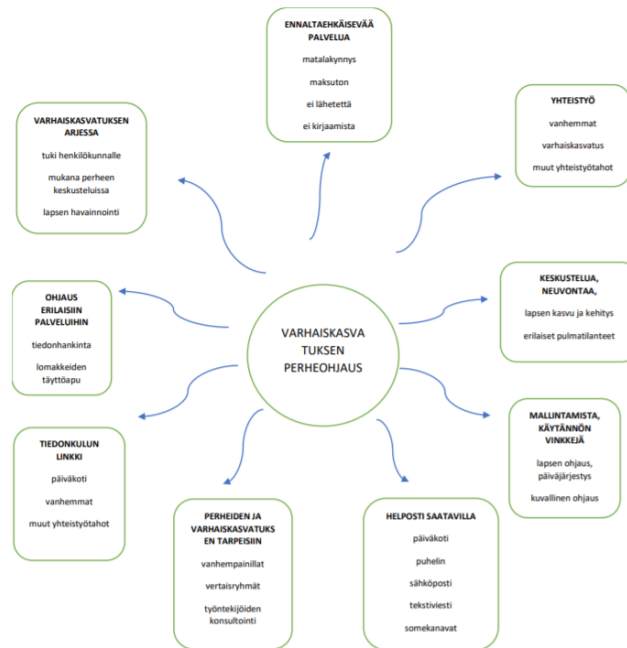 ENNALTAEHKÄISEVÄÄ
PALVELUA
matalakynnys
maksuton
ei lähetettä
ei kirjaamista
YHTEISTYÖ
vanhemmat
varhaiskasvatus
muut yhteistyötahot
VARHAISKASVATUKSEN
ARJESSA
tuki henkilökunnalle
mukana perheen
keskusteluissa
lapsen havainnointi
KESKUSTELUA,
NEUVONTAA,
lapsen kasvu ja kehitys
erilaiset pulmatilanteet
OHJAUS
ERILAISIIN
PALVELUIHIN
tiedonhankinta
lomakkeiden
täyttöapu
VARHAISKASVA
TUKSEN
PERHEOHJAUS
MALLINTAMISTA,
KÄYTÄNNÖN
VINKKEJÄ
lapsen ohjaus,
päiväjärjestys
kuvallinen ohjaus
TIEDONKULUN
LINKKI
päiväkoti
vanhemmat
muut yhteistyötahot
PERHEIDEN JA
VARHAISKASVATUKS
EN TARPEISIIN
vanhempainillat
vertaisryhmät
työntekijöiden
konsultointi
HELPOSTI SAATAVILLA
päiväkoti
puhelin
sähköposti
tekstiviesti
somekanavat